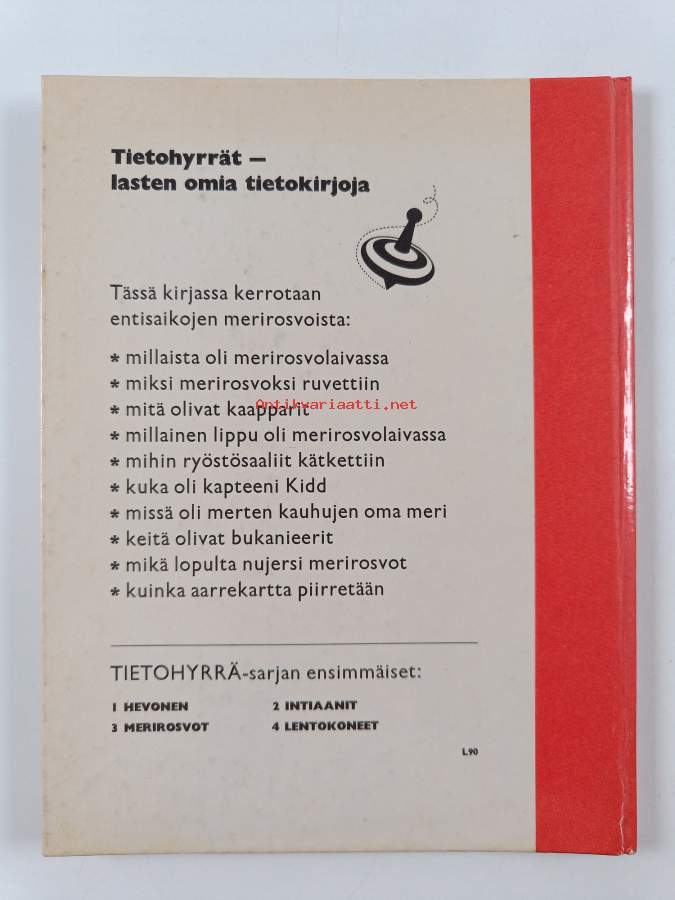 Tietohyrrät –
lasten omia tietokirjoja
Tässä kirjassa kerrotaan
entisaikojen merirosvoista:
* millaista oli merirosvolaivassa
* miksi merirosvoksi ruvettiin
* mitä olivat kaapparit
Antikvariaatti.net
* millainen lippu oli merirosvolaivassa
* mihin ryöstösaaliit kätkettiin
* kuka oli kapteeni Kidd
* missä oli merten kauhujen oma meri
* keitä olivat bukanieerit
* mikä lopulta nujersi merirosvot
* kuinka aarrekartta piirretään
TIETOHYRRÄ-sarjan ensimmäiset:
1 HEVONEN 2 INTIAANIT
3 MERIROSVOT 4 LENTOKONEET
L90